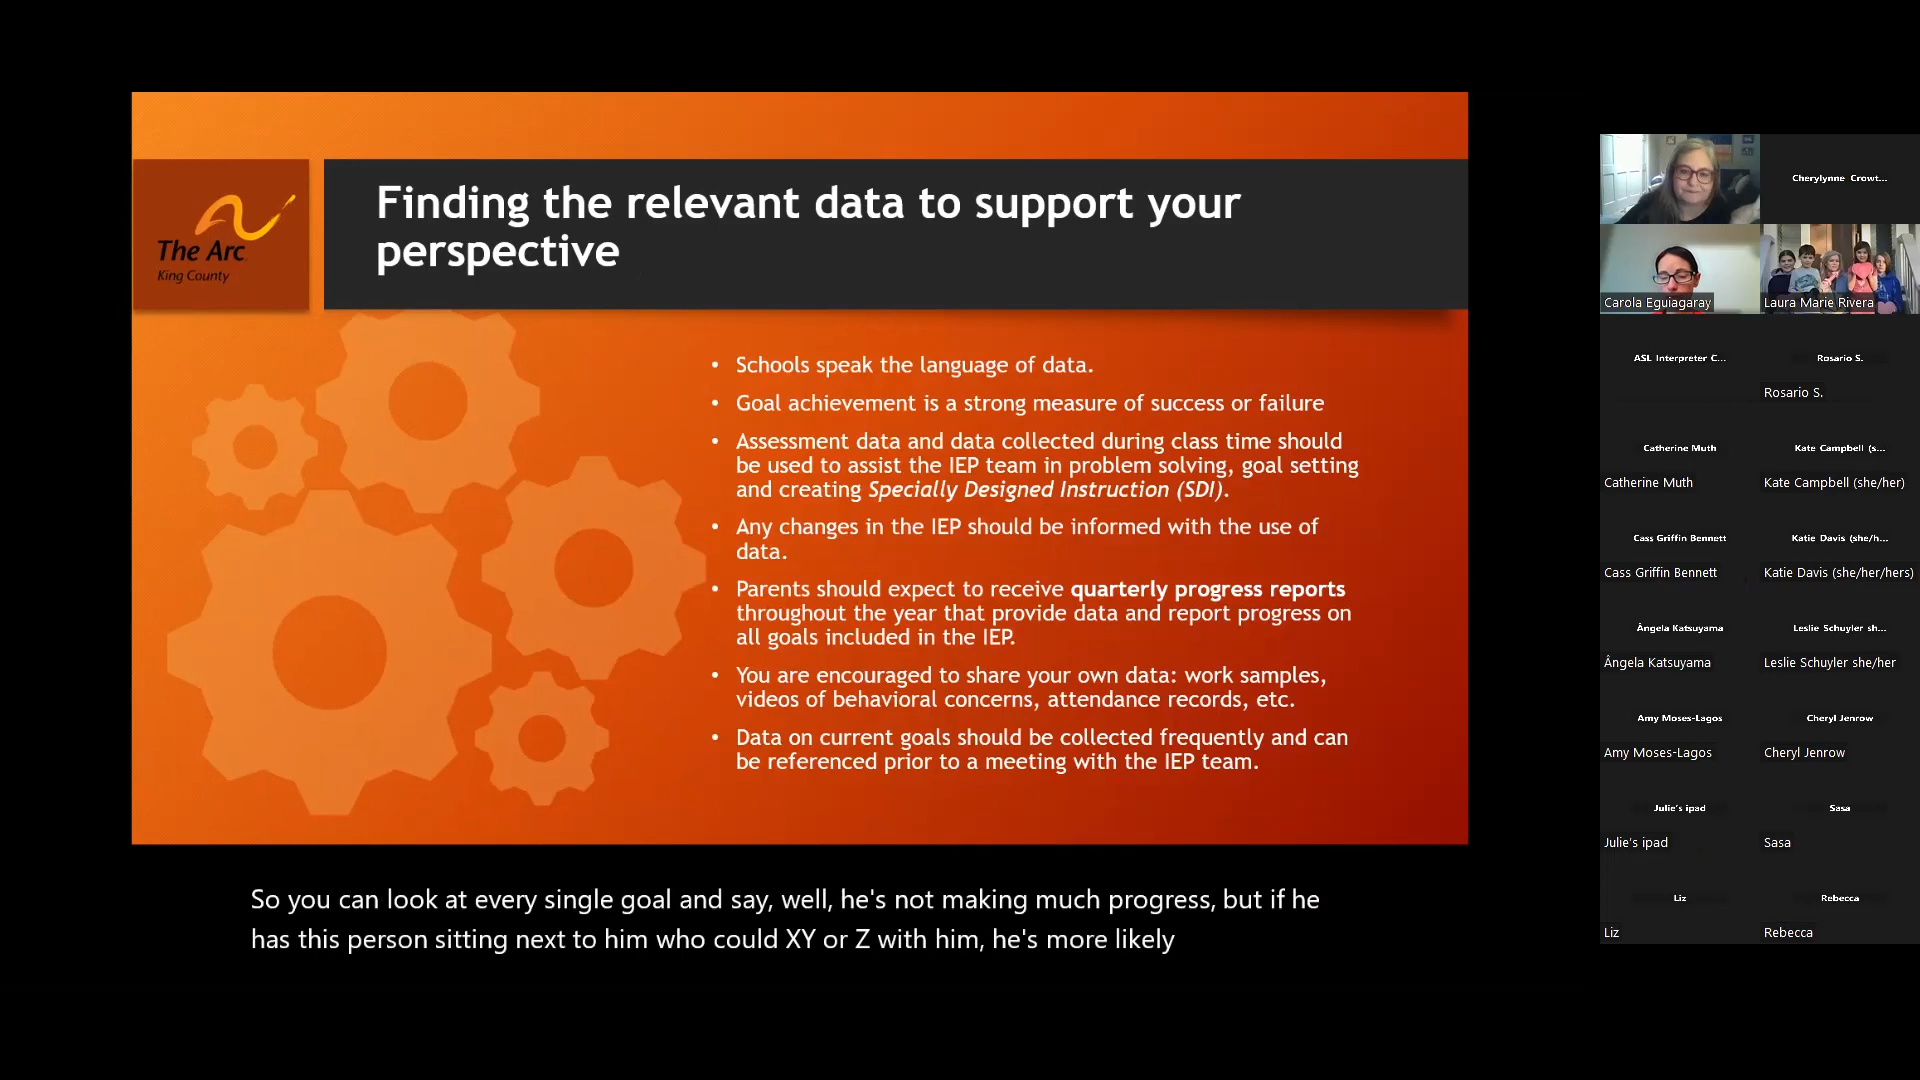 Finding the relevant data to support your
perspective
The Arc
King County
• Schools speak the language of data.
• Goal achievement is a strong measure of success or failure
• Assessment data and data collected during class time should
be used to assist the IEP team in problem solving, goal setting
and creating Specially Designed Instruction (SDI).
• Any changes in the IEP should be informed with the use of
data.
• Parents should expect to receive quarterly progress reports
throughout the year that provide data and report progress on
all goals included in the IEP.
• You are encouraged to share your own data: work samples,
videos of behavioral concerns, attendance records, etc.
• Data on current goals should be collected frequently and can
be referenced prior to a meeting with the IEP team.
So you can look at every single goal and say, well, he's not making much progress, but if he
has this person sitting next to him who could XY or Z with him, he's more likely
Cherylynne Crowt...
Carola Eguiagaray
Laura Marie Rivera
ASL Interpreter C...
Rosario S.
Rosario S.
Catherine Muth
Kate Campbell (s...
Catherine Muth
Kate Campbell (she/her)
Cass Griffin Bennett
Katie Davis (she/h...
Cass Griffin Bennett
Katie Davis (she/her/hers)
Ângela Katsuyama
Leslie Schuyler sh...
Ângela Katsuyama
Leslie Schuyler she/her
Amy Moses-Lagos
Cheryl Jenrow
Amy Moses-Lagos
Cheryl Jenrow
Julie's ipad
Sasa
Julie's ipad
Sasa
Liz
Rebecca
Liz
Rebecca